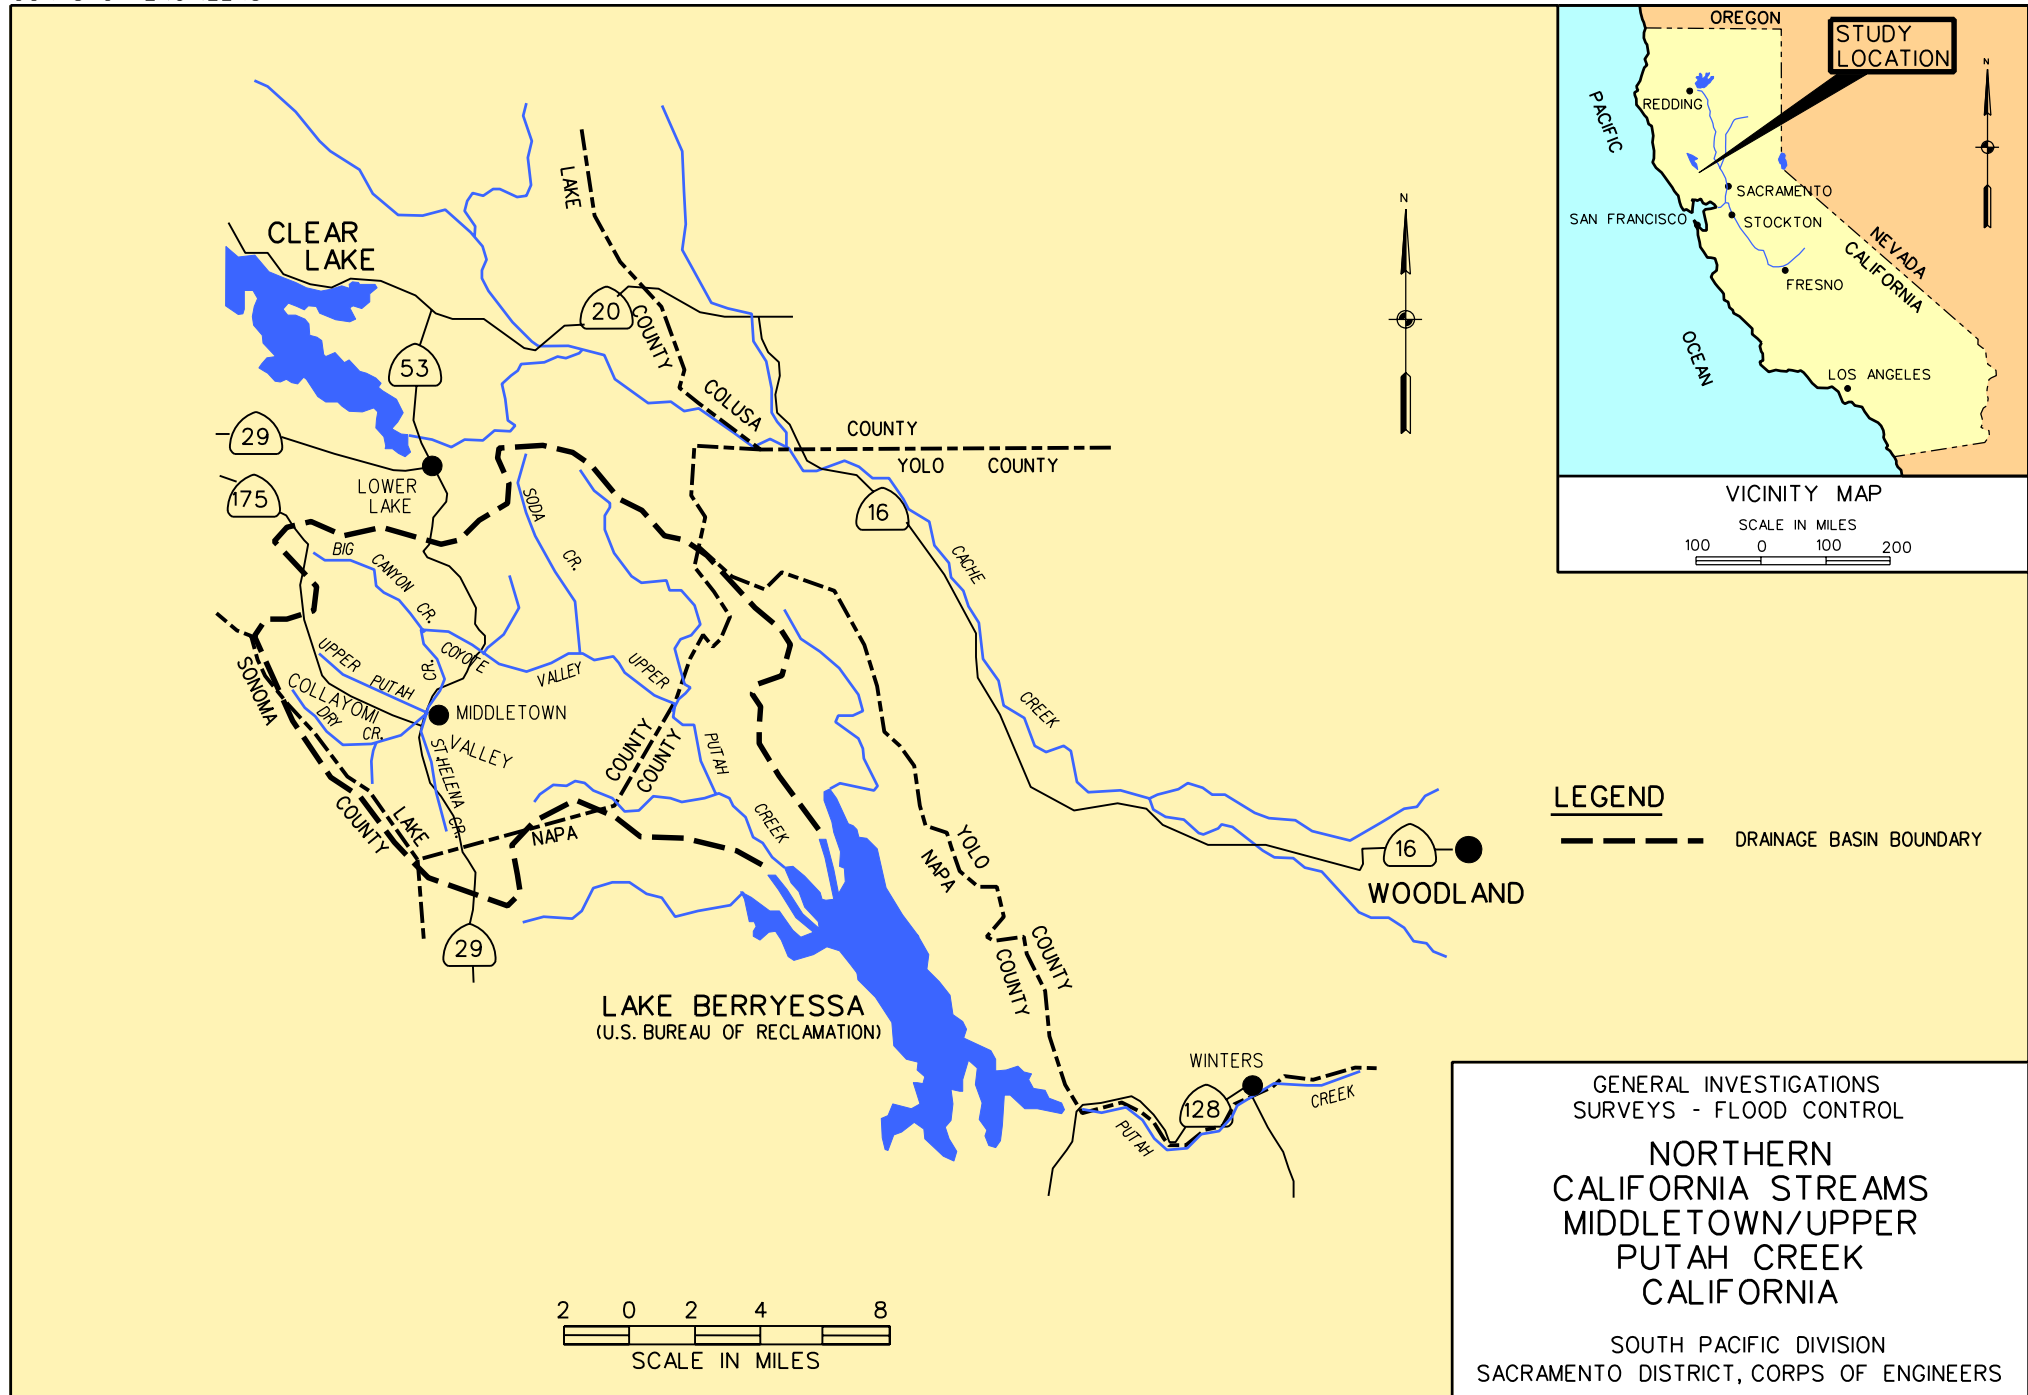 OREGON
STUDY
LOCATION
N
REDDING
PACIFIC
SACRAMENTO
SAN FRANCISCO
STOCKTON
NEVADA
CALIFORNIA
FRESNO
OCEAN
LOS ANGELES
VICINITY MAP
SCALE IN MILES
100 0 100 200
N
LAKE
COUNTY
CLEAR
LAKE
20
53
COLUSA
COUNTY
YOLO COUNTY
29
175
LOWER
LAKE
16
SODA
CR.
BIG
CANYON
CR.
CACHE
CREEK
UPPER
PUTAH
CR.
COYOTE
VALLEY
UPPER
PUTAH
CREEK
SONOMA
COUNTY
COLLAYOMI
VALLEY
DRY
CR.
MIDDLETOWN
ST. HELENA CR.
COUNTY
COUNTY
LAKE
NAPA
YOLO
NAPA
COUNTY
COUNTY
29
LAKE BERRYESSA
(U.S. BUREAU OF RECLAMATION)
16
WOODLAND
LEGEND
DRAINAGE BASIN BOUNDARY
WINTERS
128
PUTAH
CREEK
2 0 2 4 8
SCALE IN MILES
GENERAL INVESTIGATIONS
SURVEYS - FLOOD CONTROL
NORTHERN
CALIFORNIA STREAMS
MIDDLETOWN/UPPER
PUTAH CREEK
CALIFORNIA
SOUTH PACIFIC DIVISION
SACRAMENTO DISTRICT, CORPS OF ENGINEERS